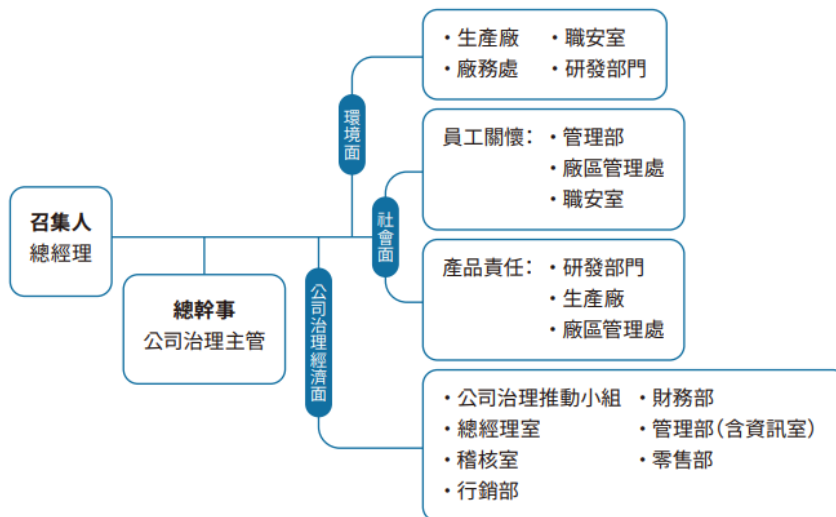 召集人
總經理
總幹事
公司治理主管
環境面
・生產廠 ・職安室
・廠務處 ・研發部門
社會面
員工關懷：・管理部
・廠區管理處
・職安室
產品責任：・研發部門
・生產廠
・廠區管理處
公司治理經濟面
・公司治理推動小組 ・財務部
・總經理室 ・管理部(含資訊室)
・稽核室 ・零售部
・行銷部